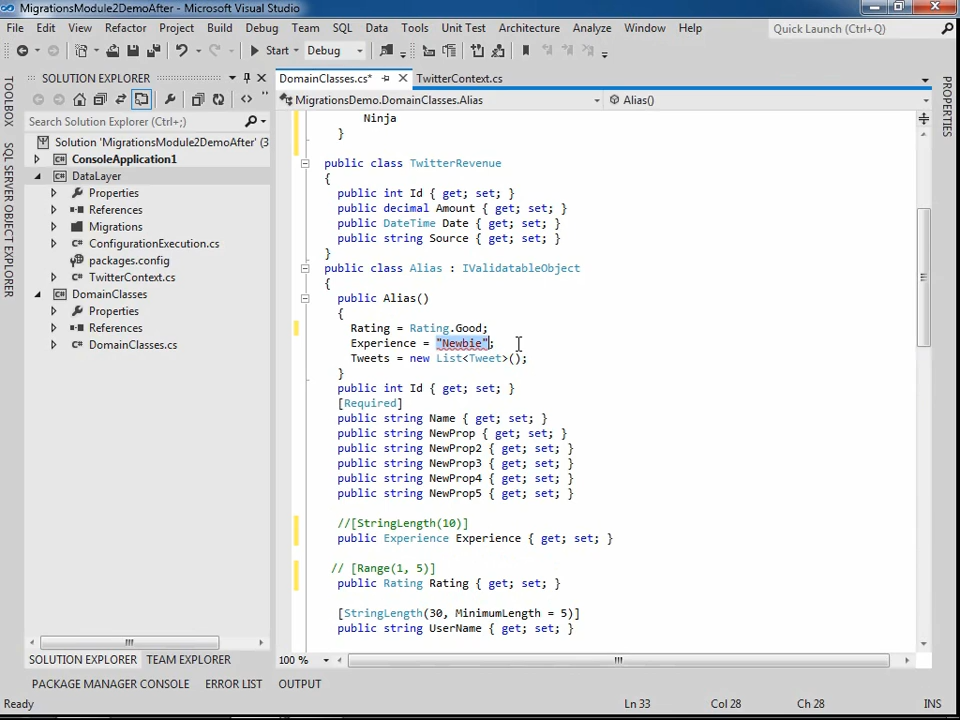 MigrationsModule2DemoAfter - Microsoft Visual Studio
File Edit View Refactor Project Build Debug Team SQL Data Tools Unit Test Architecture Analyze Window Help
Quick Launch (Ctrl+Q)
Start Debug
SOLUTION EXPLORER
DomainClasses.cs*
TwitterContext.cs
MigrationsDemo.DomainClasses.Alias
Alias()
TOOLBOX
SQL SERVER OBJECT EXPLORER
PROPERTIES
Search Solution Explorer (Ctrl+;)
Solution 'MigrationsModule2DemoAfter' (3
ConsoleApplication1
DataLayer
Properties
References
Migrations
ConfigurationExecution.cs
packages.config
TwitterContext.cs
DomainClasses
Properties
References
DomainClasses.cs
Ninja
}
public class TwitterRevenue
{
public int Id { get; set; }
public decimal Amount { get; set; }
public DateTime Date { get; set; }
public string Source { get; set; }
}
public class Alias : IValidatableObject
{
public Alias()
{
Rating = Rating.Good;
Experience = "Newbie";
Tweets = new List<Tweet>();
}
public int Id { get; set; }
[Required]
public string Name { get; set; }
public string NewProp { get; set; }
public string NewProp2 { get; set; }
public string NewProp3 { get; set; }
public string NewProp4 { get; set; }
public string NewProp5 { get; set; }
//[StringLength(10)]
public Experience Experience { get; set; }
// [Range(1, 5)]
public Rating Rating { get; set; }
[StringLength(30, MinimumLength = 5)]
public string UserName { get; set; }
100 %
SOLUTION EXPLORER TEAM EXPLORER
PACKAGE MANAGER CONSOLE ERROR LIST OUTPUT
Ready Ln 33 Col 28 Ch 28 INS